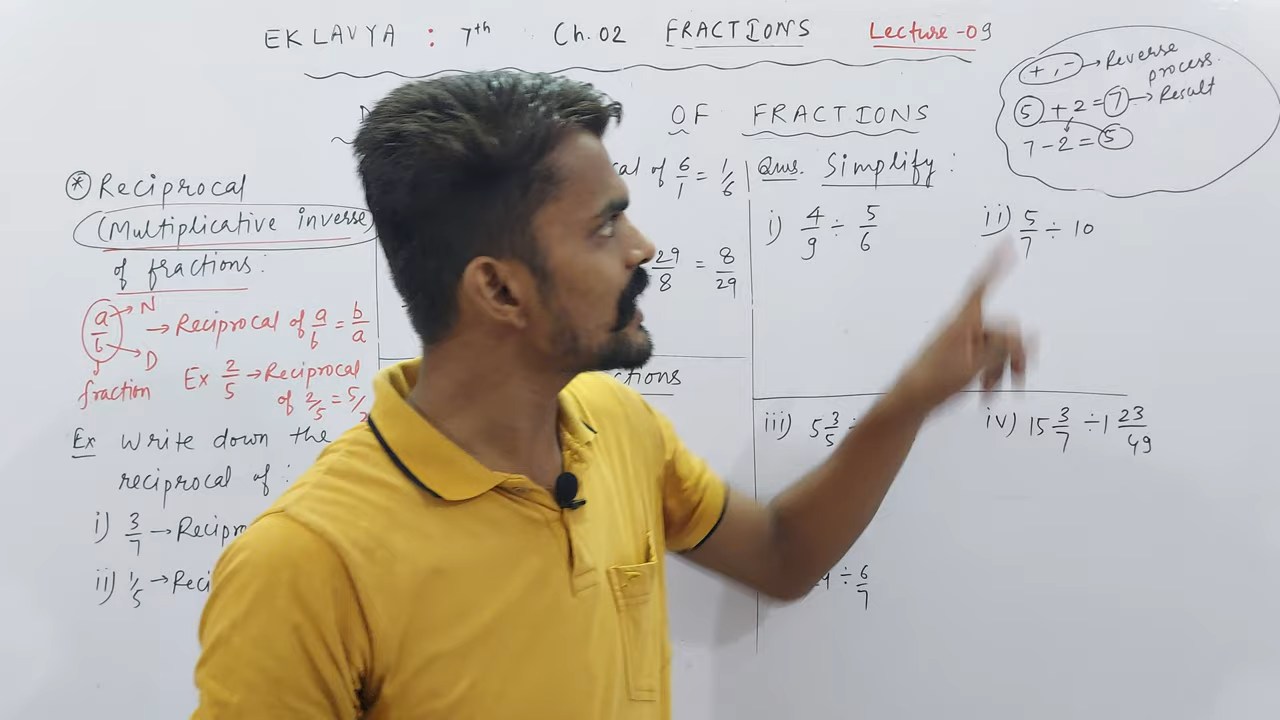 EKLAVYA : 7th Ch. 02 FRACTIONS Lecture-09
OF FRACTIONS
* Reciprocal
(Multiplicative inverse
of fractions :
a/b → N
→ D
fraction
→ Reciprocal of a/b = b/a
Ex 2/5 → Reciprocal
of 2/5 = 5/
Ex Write down the
reciprocal of :
i) 3/7 → Recipro
ii) 1/5 → Reci
cal of 6/1 = 1/6
29/8 = 8/29
ctions
Ques. Simplify :
i) 4/9 ÷ 5/6
ii) 5/7 ÷ 10
iii) 5 3/5
iv) 15 3/7 ÷ 1 23/49
÷ 6/7
+, - → Reverse
process.
5 + 2 = 7 → Result
7 - 2 = 5